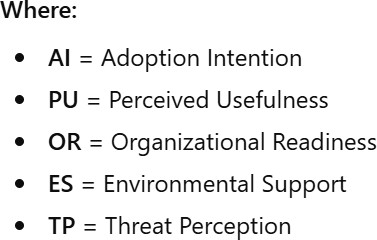 Where:
• AI = Adoption Intention
• PU = Perceived Usefulness
• OR = Organizational Readiness
• ES = Environmental Support
• TP = Threat Perception